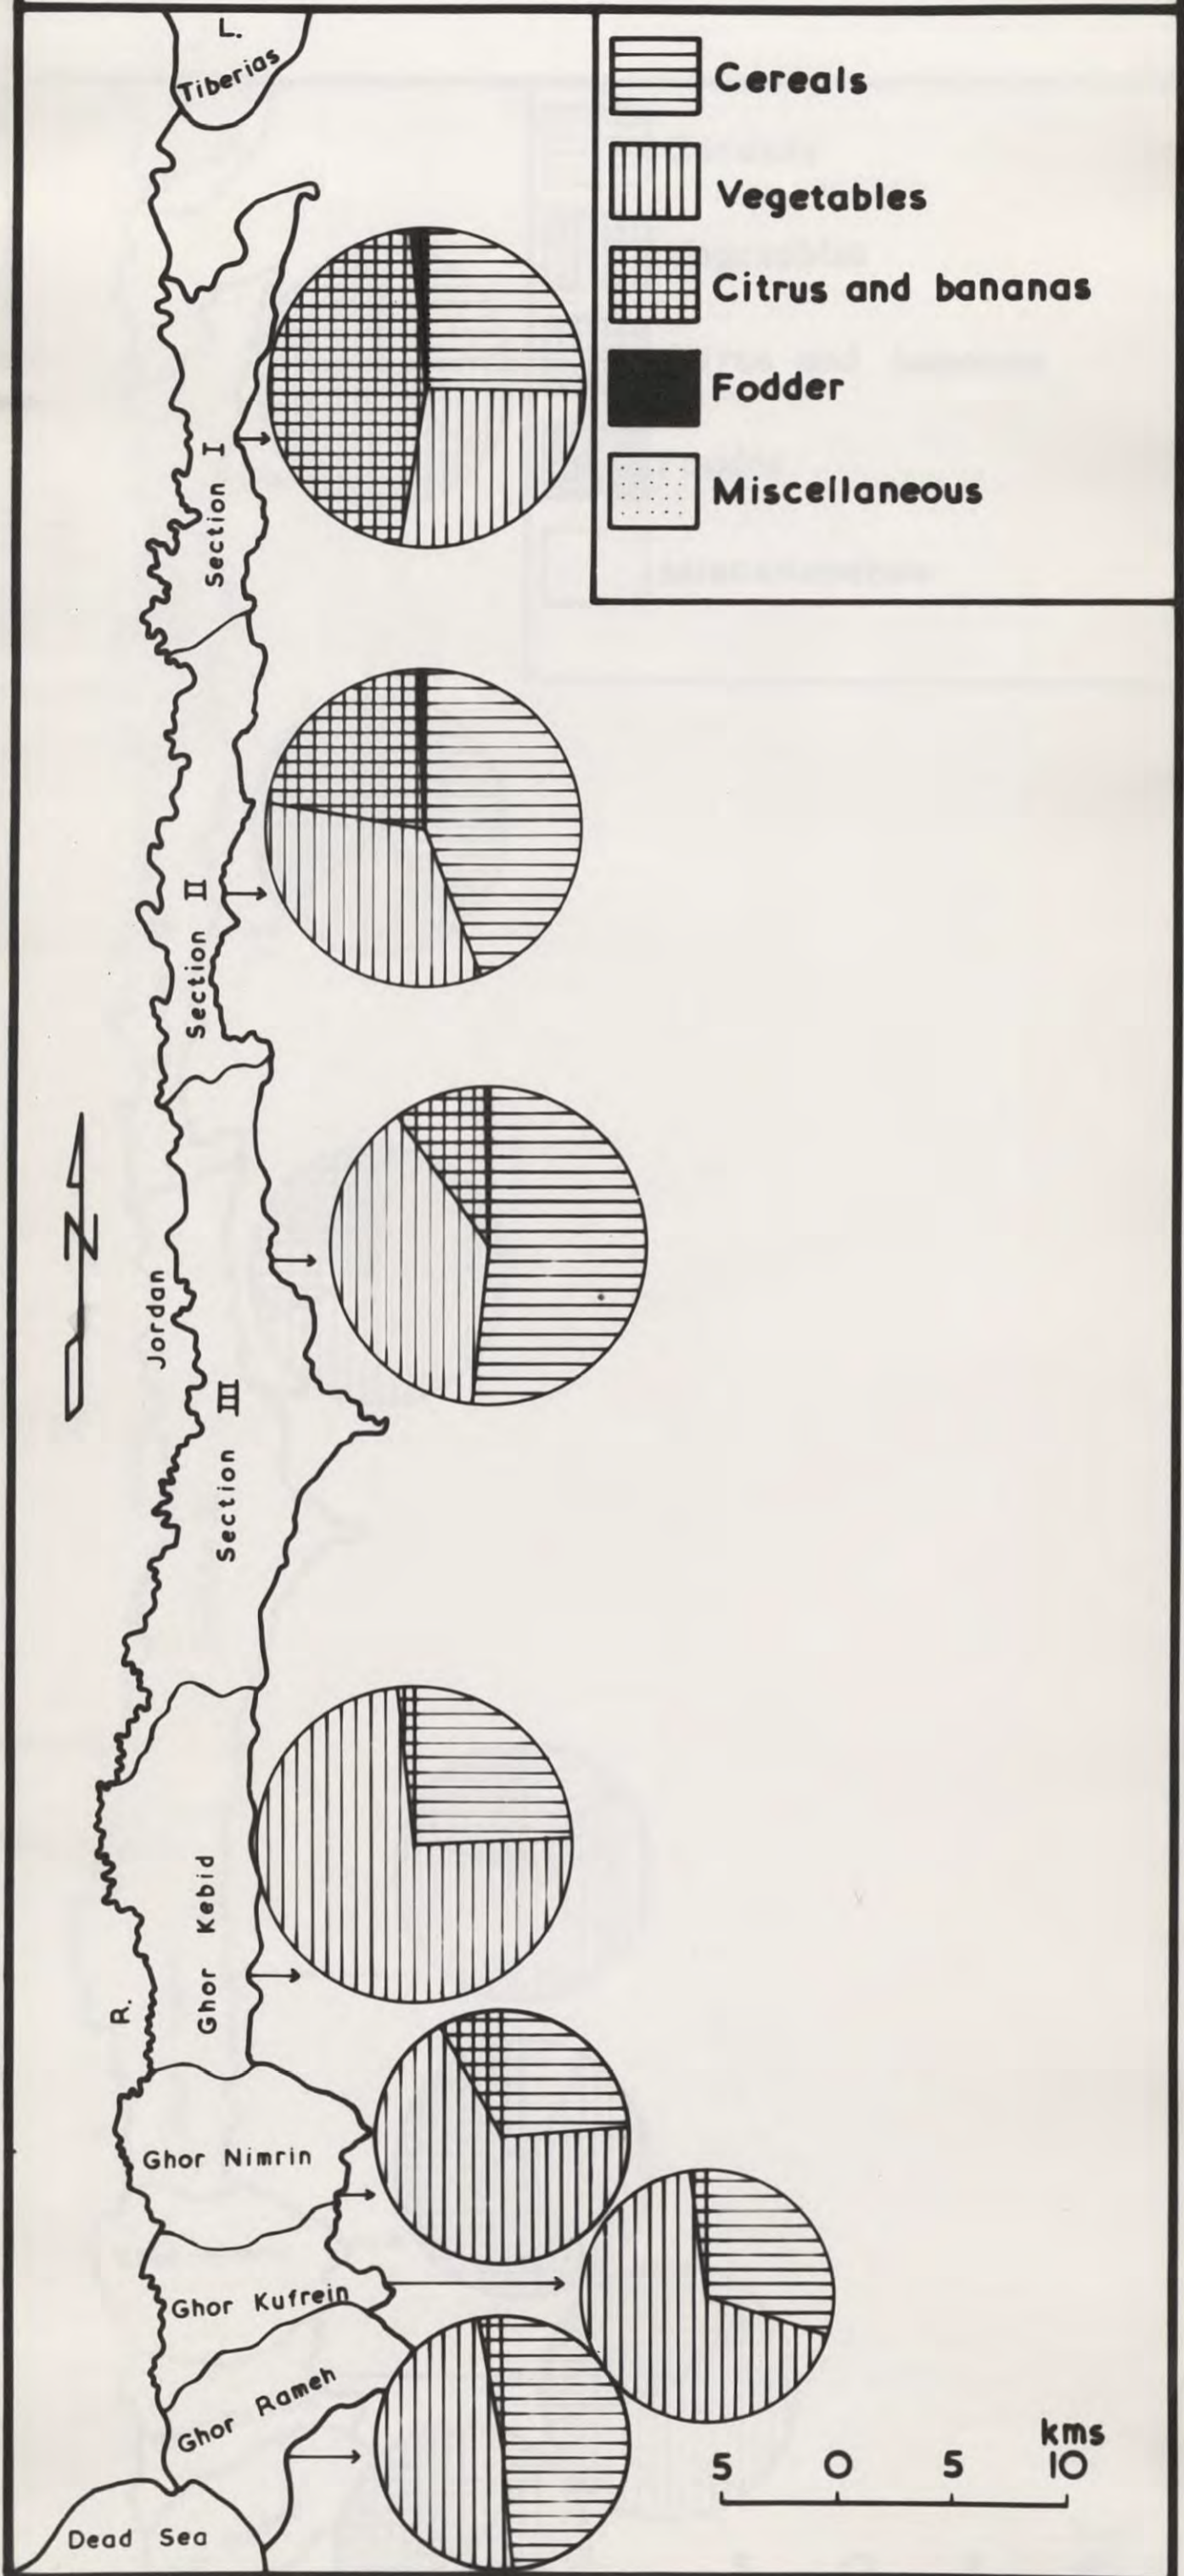 L.
Tiberias
Cereals
Vegetables
Citrus and bananas
Fodder
Miscellaneous
Section I
Section II
N
Jordan
Section III
Ghor Kebid
R.
Ghor Nimrin
Ghor Kufrein
Ghor Rameh
Dead Sea
kms
5 0 5 10